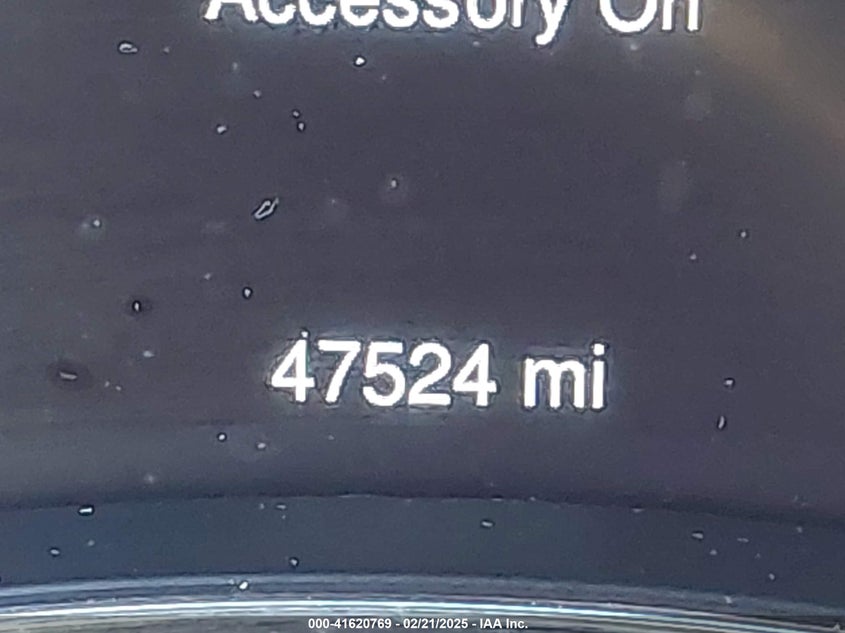 Accessory On
47524 mi
000-41620769 - 02/21/2025 - IAA Inc.